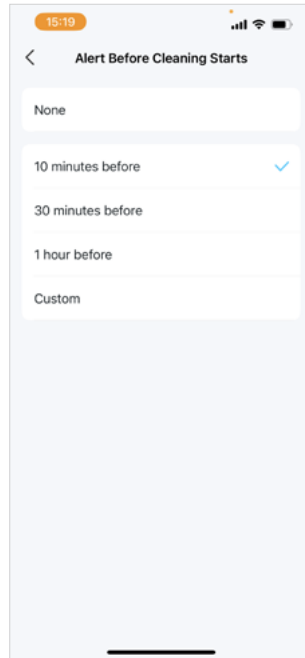 15:19
Alert Before Cleaning Starts
None
10 minutes before
30 minutes before
1 hour before
Custom